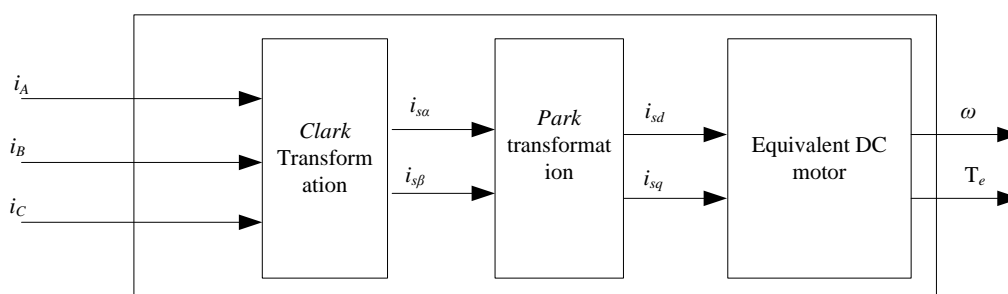 i_A
i_B
i_C
Clark
Transform
ation
i_sα
i_sβ
Park
transformat
ion
i_sd
i_sq
Equivalent DC
motor
ω
T_e